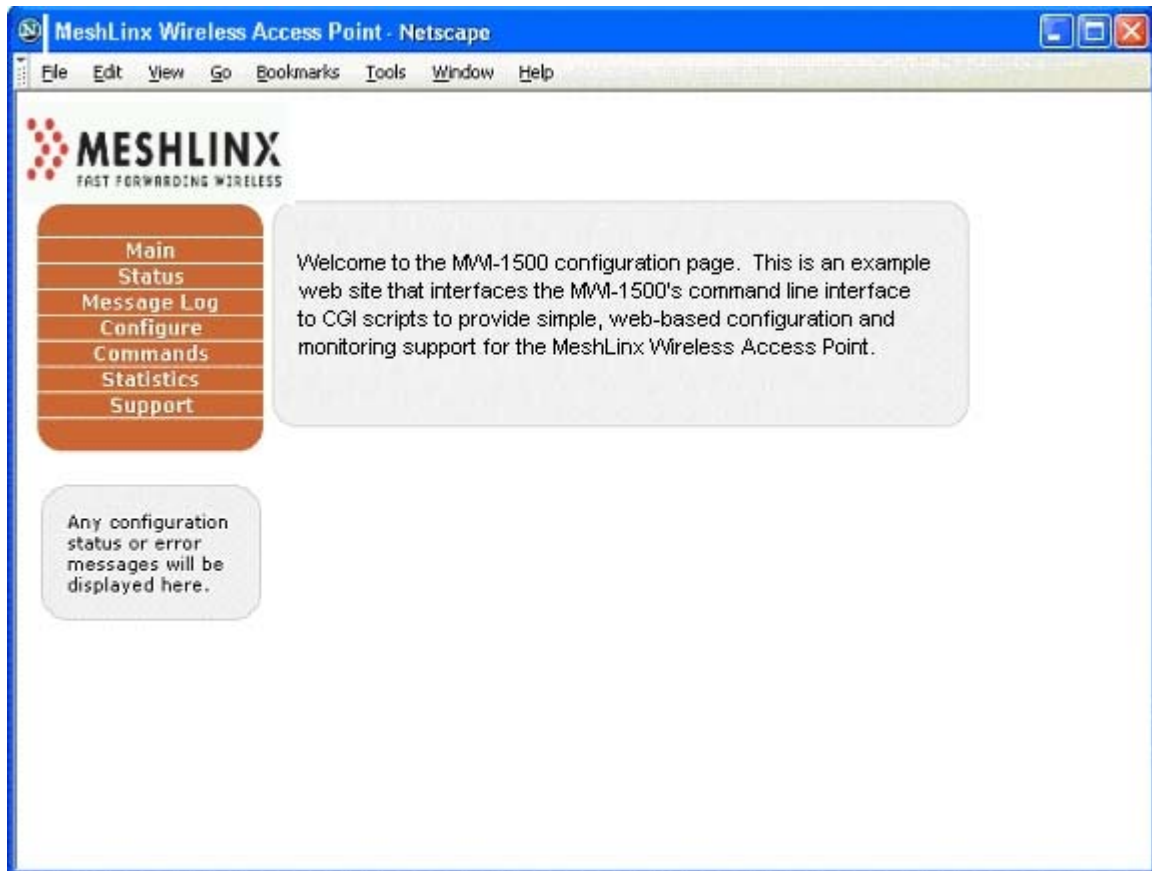 MeshLinx Wireless Access Point - Netscape
File Edit View Go Bookmarks Tools Window Help
MESHLINX
FAST FORWARDING WIRELESS
Main
Status
Message Log
Configure
Commands
Statistics
Support
Welcome to the MWI-1500 configuration page. This is an example
web site that interfaces the MWI-1500's command line interface
to CGI scripts to provide simple, web-based configuration and
monitoring support for the MeshLinx Wireless Access Point.
Any configuration
status or error
messages will be
displayed here.